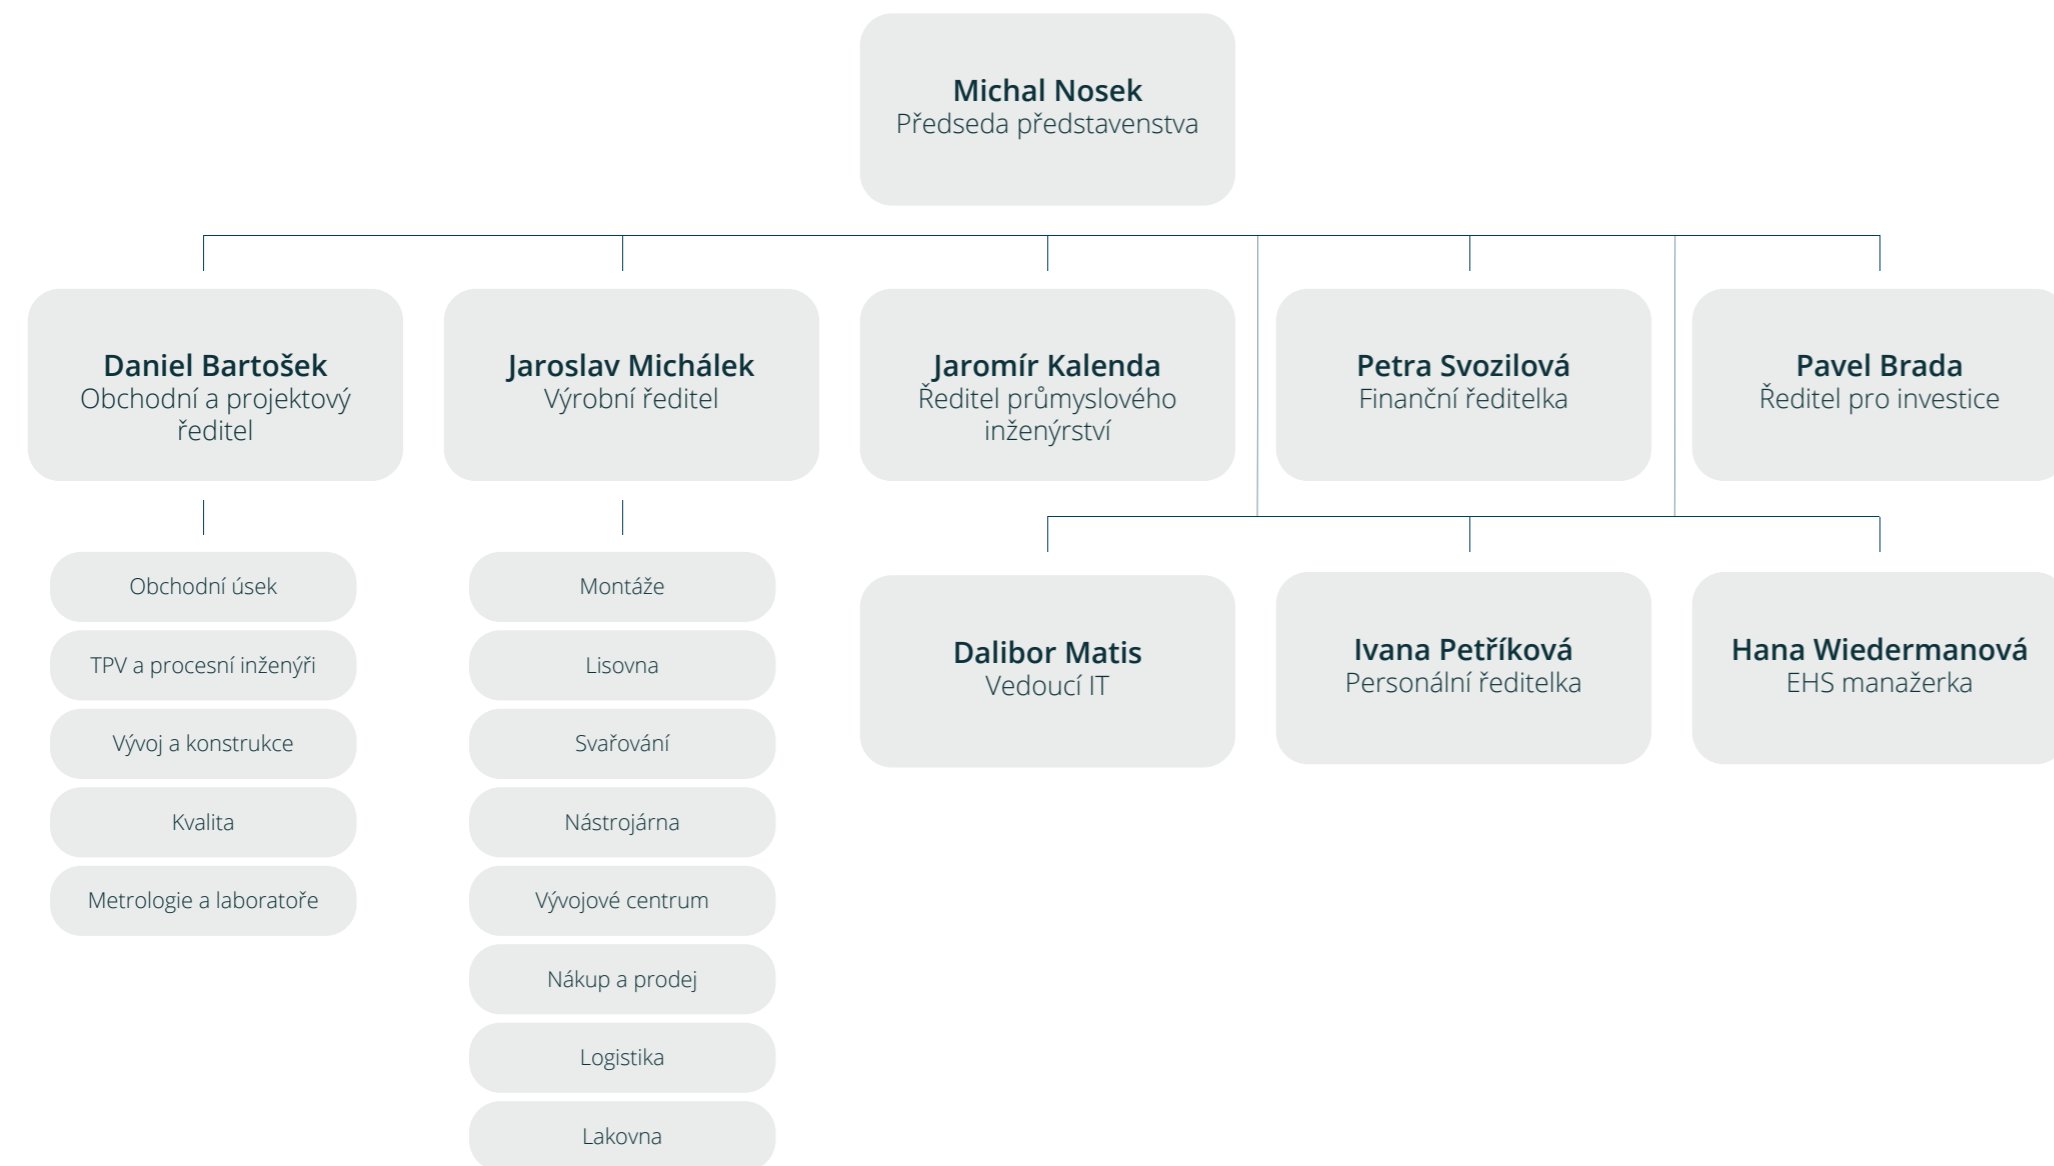 Michal Nosek
Předseda představenstva
Daniel Bartošek
Obchodní a projektový
ředitel
Jaroslav Michálek
Výrobní ředitel
Jaromír Kalenda
Ředitel průmyslového
inženýrství
Petra Svozilová
Finanční ředitelka
Pavel Brada
Ředitel pro investice
Obchodní úsek
TPV a procesní inženýři
Vývoj a konstrukce
Kvalita
Metrologie a laboratoře
Montáže
Lisovna
Svařování
Nástrojárna
Vývojové centrum
Nákup a prodej
Logistika
Lakovna
Dalibor Matis
Vedoucí IT
Ivana Petříková
Personální ředitelka
Hana Wiedermanová
EHS manažerka